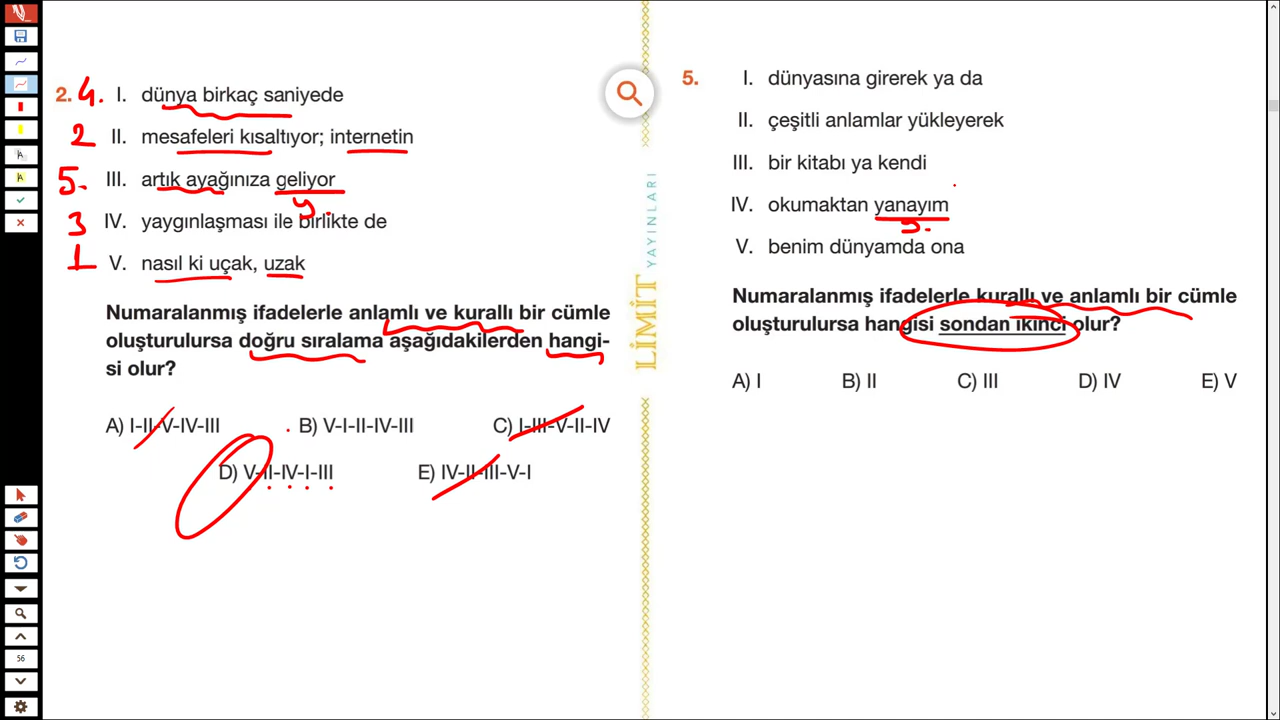 2. 4. I. dünya birkaç saniyede
2 II. mesafeleri kısaltıyor; internetin
5. III. artık ayağınıza geliyor
y.
3 IV. yaygınlaşması ile birlikte de
1 V. nasıl ki uçak, uzak
Numaralanmış ifadelerle anlamlı ve kurallı bir cümle
oluşturulursa doğru sıralama aşağıdakilerden hangi-
si olur?
A) I-II-V-IV-III B) V-I-II-IV-III C) I-III-V-II-IV
D) V-II-IV-I-III E) IV-II-III-V-I
LİMİT YAYINLARI
5. I. dünyasına girerek ya da
II. çeşitli anlamlar yükleyerek
III. bir kitabı ya kendi
IV. okumaktan yanayım
y.
V. benim dünyamda ona
Numaralanmış ifadelerle kurallı ve anlamlı bir cümle
oluşturulursa hangisi sondan ikinci olur?
A) I B) II C) III D) IV E) V
56